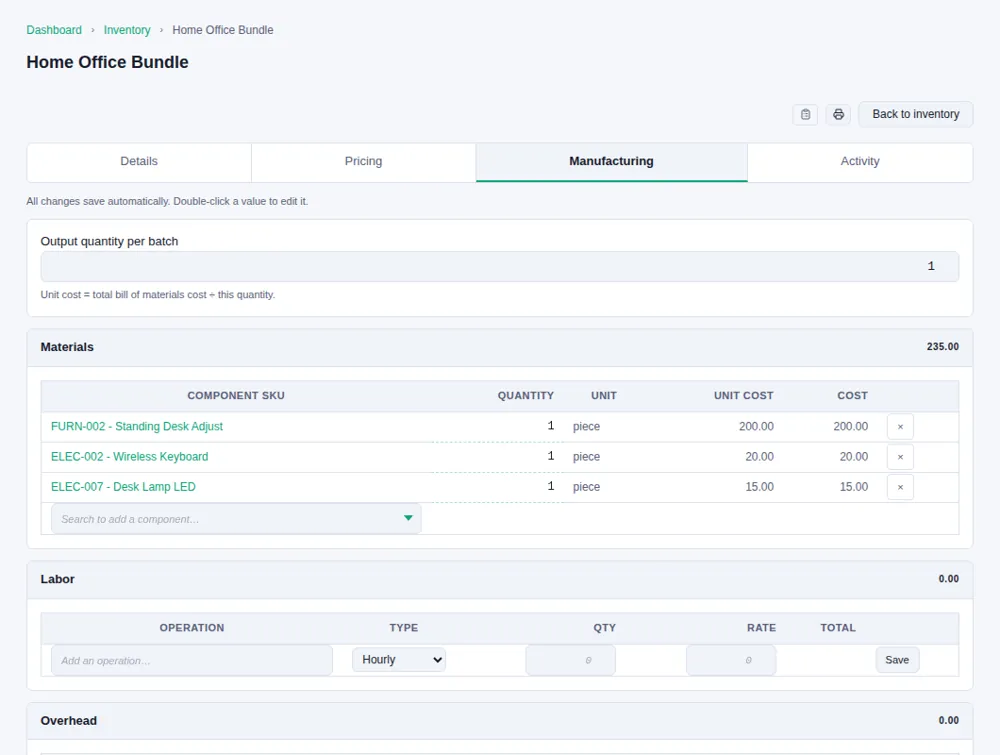 Dashboard › Inventory › Home Office Bundle
Home Office Bundle
Back to inventory
Details Pricing Manufacturing Activity
All changes save automatically. Double-click a value to edit it.
Output quantity per batch
1
Unit cost = total bill of materials cost ÷ this quantity.
Materials 235.00
COMPONENT SKU QUANTITY UNIT UNIT COST COST
FURN-002 - Standing Desk Adjust 1 piece 200.00 200.00 ×
ELEC-002 - Wireless Keyboard 1 piece 20.00 20.00 ×
ELEC-007 - Desk Lamp LED 1 piece 15.00 15.00 ×
Search to add a component…
Labor 0.00
OPERATION TYPE QTY RATE TOTAL
Add an operation… Hourly 0 0 Save
Overhead 0.00